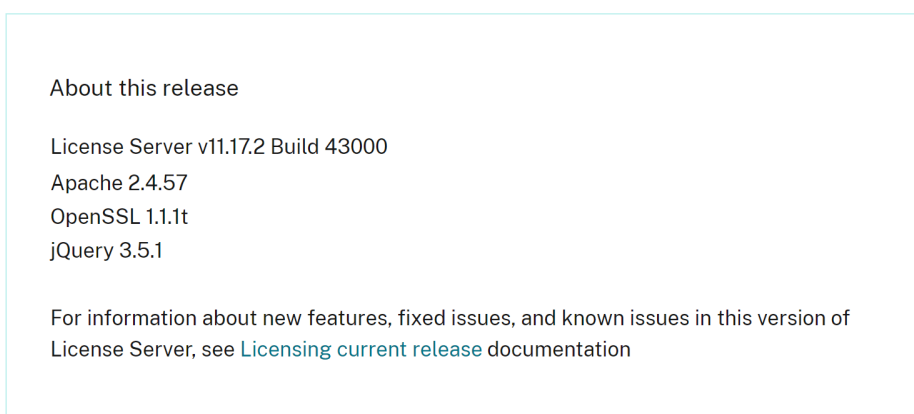 About this release
License Server v11.17.2 Build 43000
Apache 2.4.57
OpenSSL 1.1.1t
jQuery 3.5.1
For information about new features, fixed issues, and known issues in this version of
License Server, see Licensing current release documentation